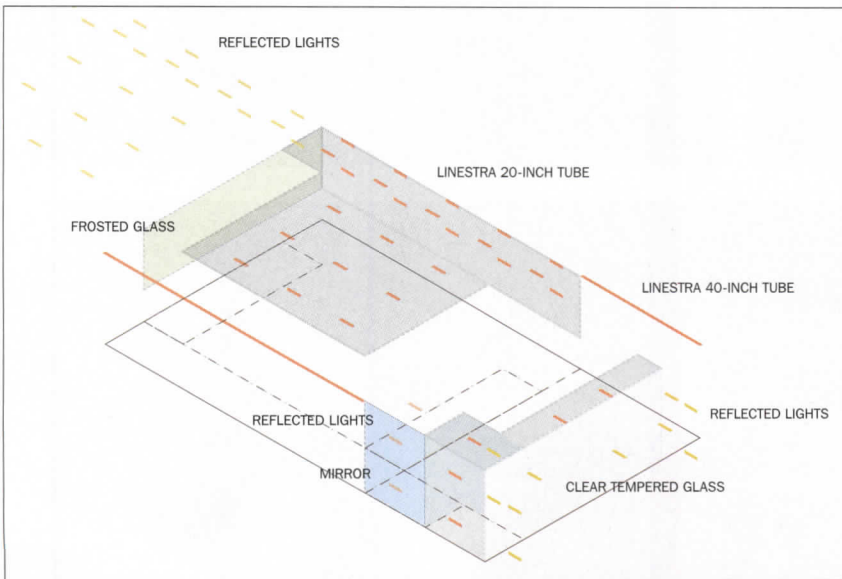 REFLECTED LIGHTS
LINESTRA 20-INCH TUBE
FROSTED GLASS
LINESTRA 40-INCH TUBE
REFLECTED LIGHTS
REFLECTED LIGHTS
MIRROR
CLEAR TEMPERED GLASS